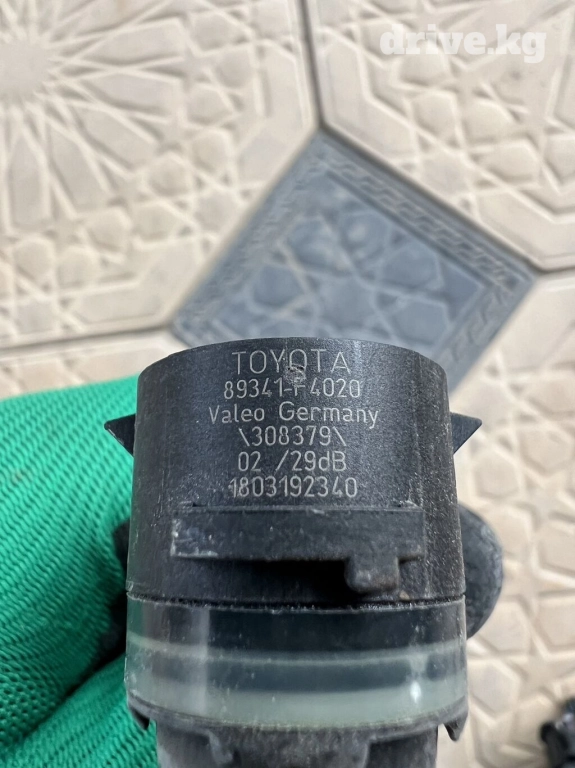 drive.kg
TOYOTA
89341-F4020
Valeo Germany
\308379\
02 /29dB
1803192340